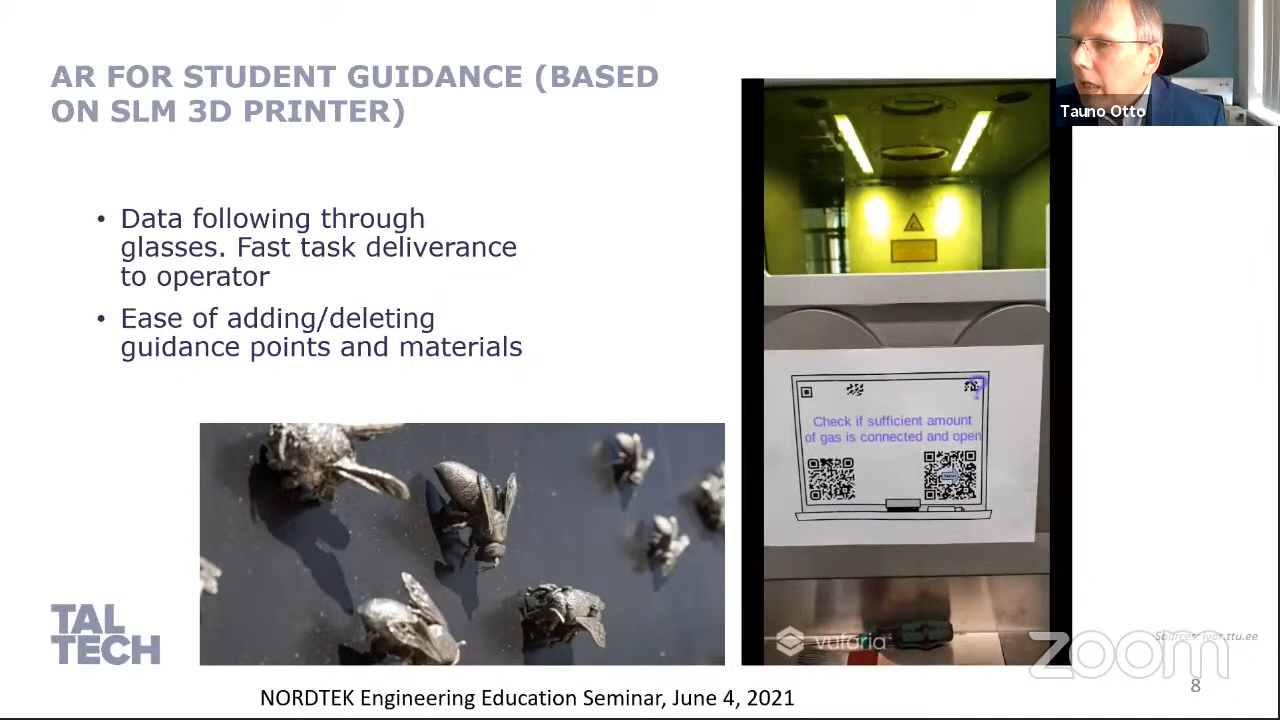 AR FOR STUDENT GUIDANCE (BASED
ON SLM 3D PRINTER)
Tauno Otto
• Data following through
glasses. Fast task deliverance
to operator
• Ease of adding/deleting
guidance points and materials
?
Check if sufficient amount
of gas is connected and open
vuforia
TAL
TECH
zoom
8
NORDTEK Engineering Education Seminar, June 4, 2021